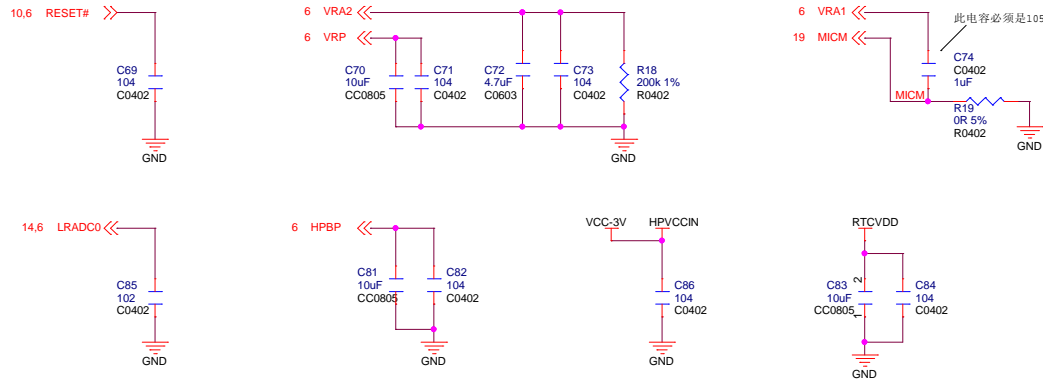 10,6 RESET#
C69
104
C0402
GND
6 VRA2
6 VRP
C70
10uF
CC0805
C71
104
C0402
C72
4.7uF
C0603
C73
104
C0402
R18
200k 1%
R0402
GND
6 VRA1
19 MICM
此电容必须是105
C74
C0402
1uF
MICM
R19
0R 5%
R0402
GND
14,6 LRADC0
C85
102
C0402
GND
6 HPBP
C81
10uF
CC0805
C82
104
C0402
GND
VCC-3V
HPVCCIN
C86
104
C0402
GND
RTCVDD
C83
10uF
CC0805
2
1
C84
104
C0402
GND